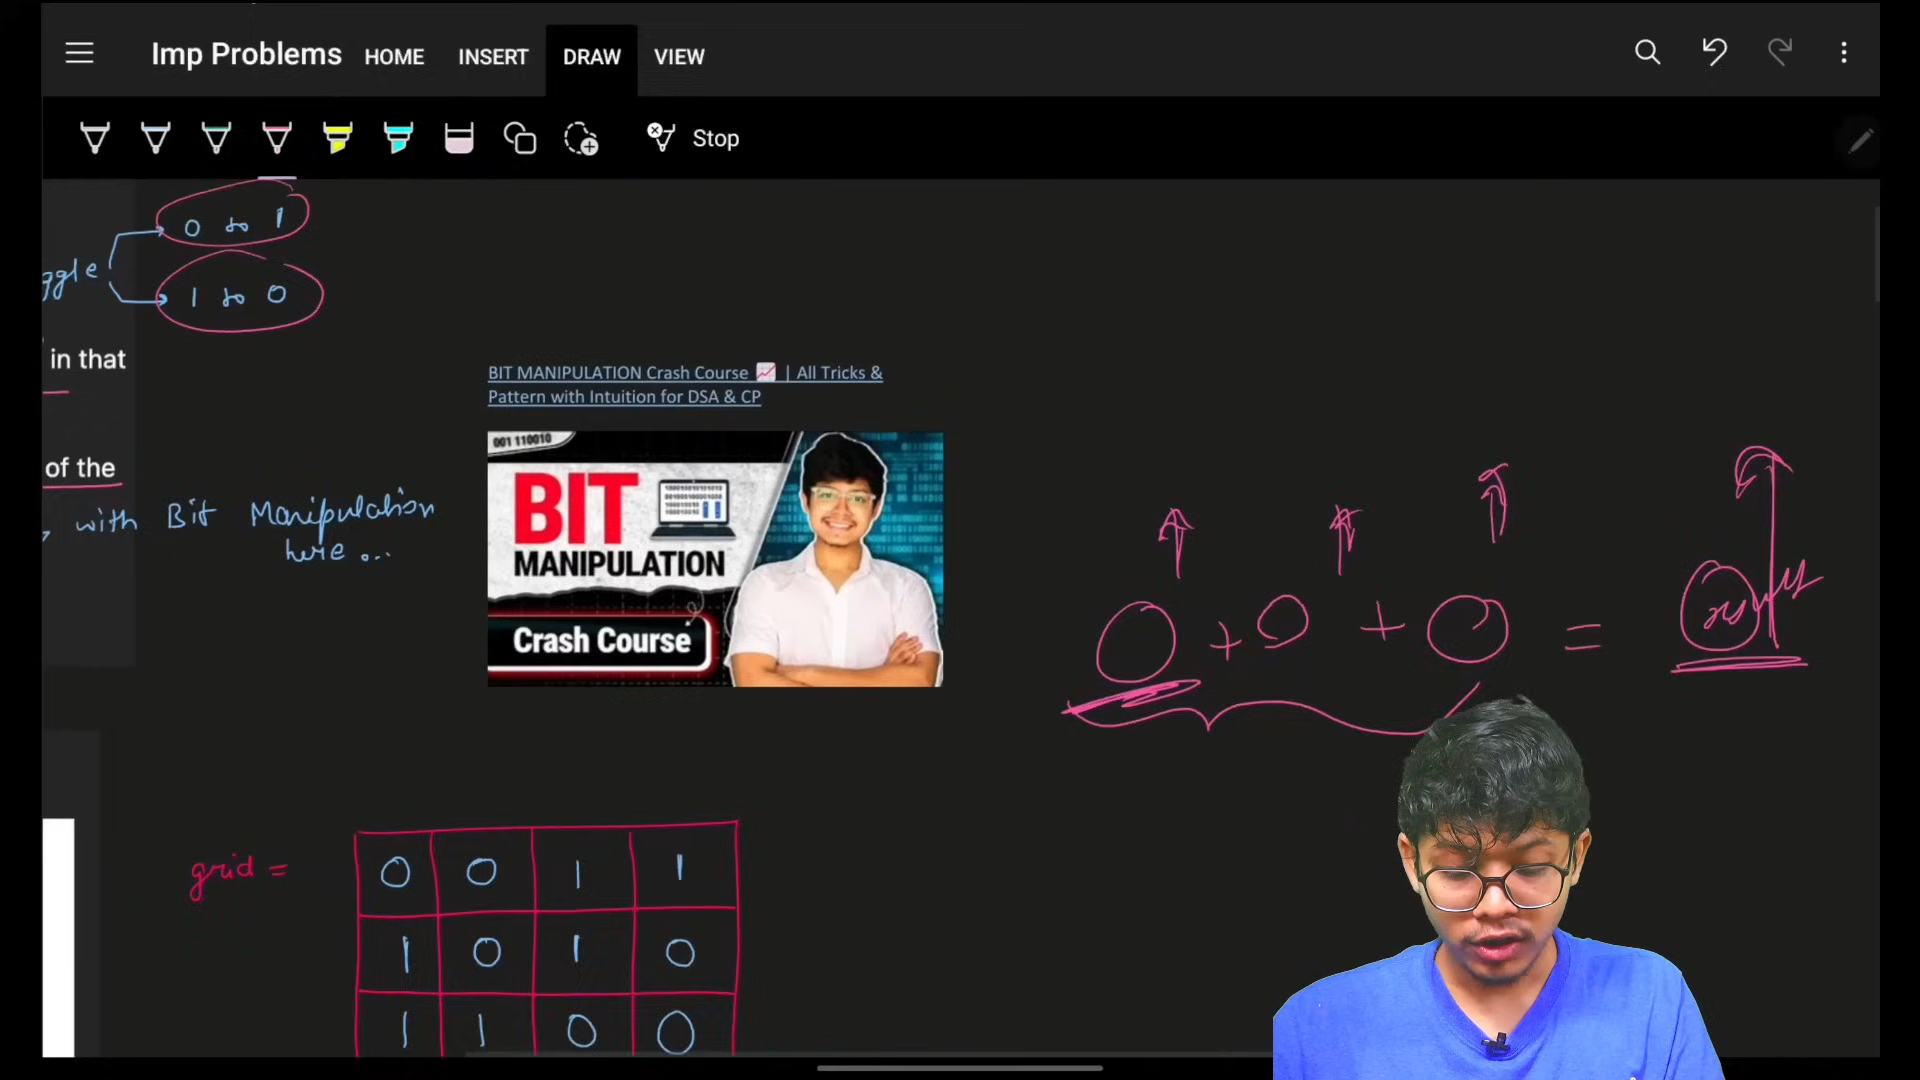 Imp Problems HOME INSERT DRAW VIEW
Stop
0 to 1
ggle
1 to 0
in that
BIT MANIPULATION Crash Course 📈 | All Tricks &
Pattern with Intuition for DSA & CP
of the
, with Bit Manipulation
here ...
001 110010
BIT
MANIPULATION
Crash Course
O + O + O = result
grid =
0 0 1 1
1 0 1 0
1 1 0 0